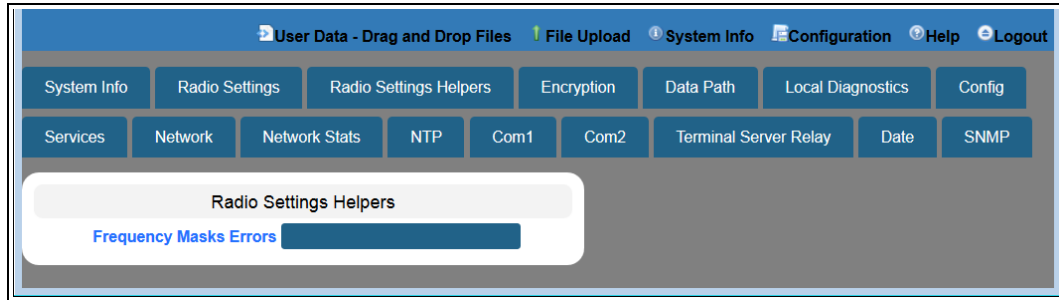 User Data - Drag and Drop Files File Upload System Info Configuration Help Logout
System Info Radio Settings Radio Settings Helpers Encryption Data Path Local Diagnostics Config
Services Network Network Stats NTP Com1 Com2 Terminal Server Relay Date SNMP
Radio Settings Helpers
Frequency Masks Errors